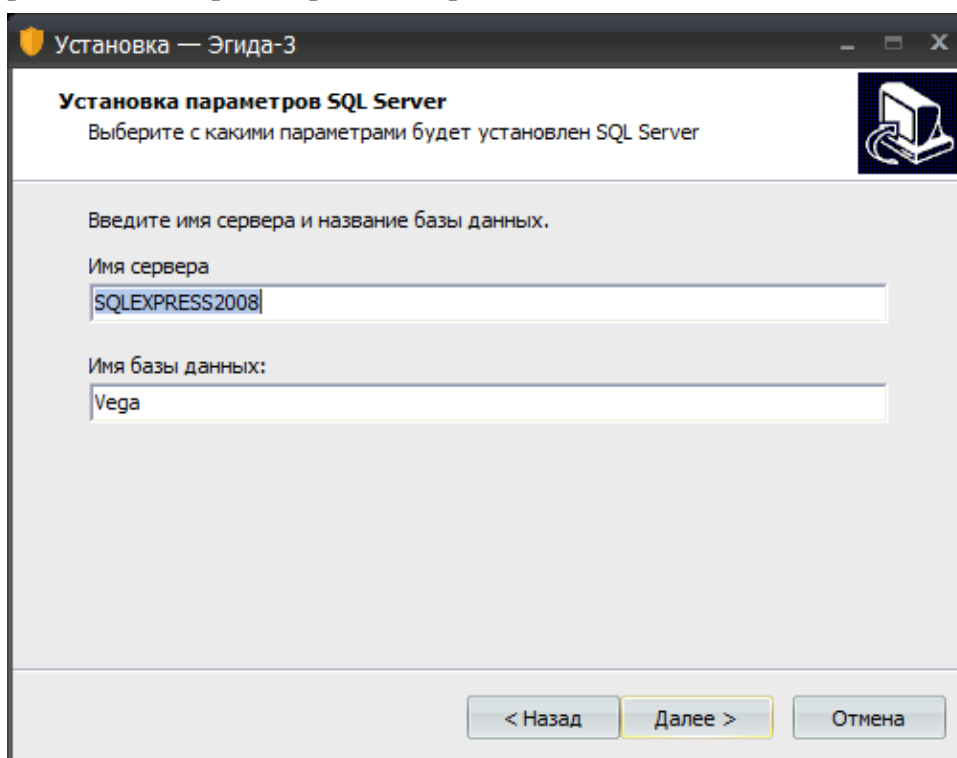 Установка — Эгида-3
Установка параметров SQL Server
Выберите с какими параметрами будет установлен SQL Server
Введите имя сервера и название базы данных.
Имя сервера
SQLEXPRESS2008
Имя базы данных:
Vega
< Назад
Далее >
Отмена